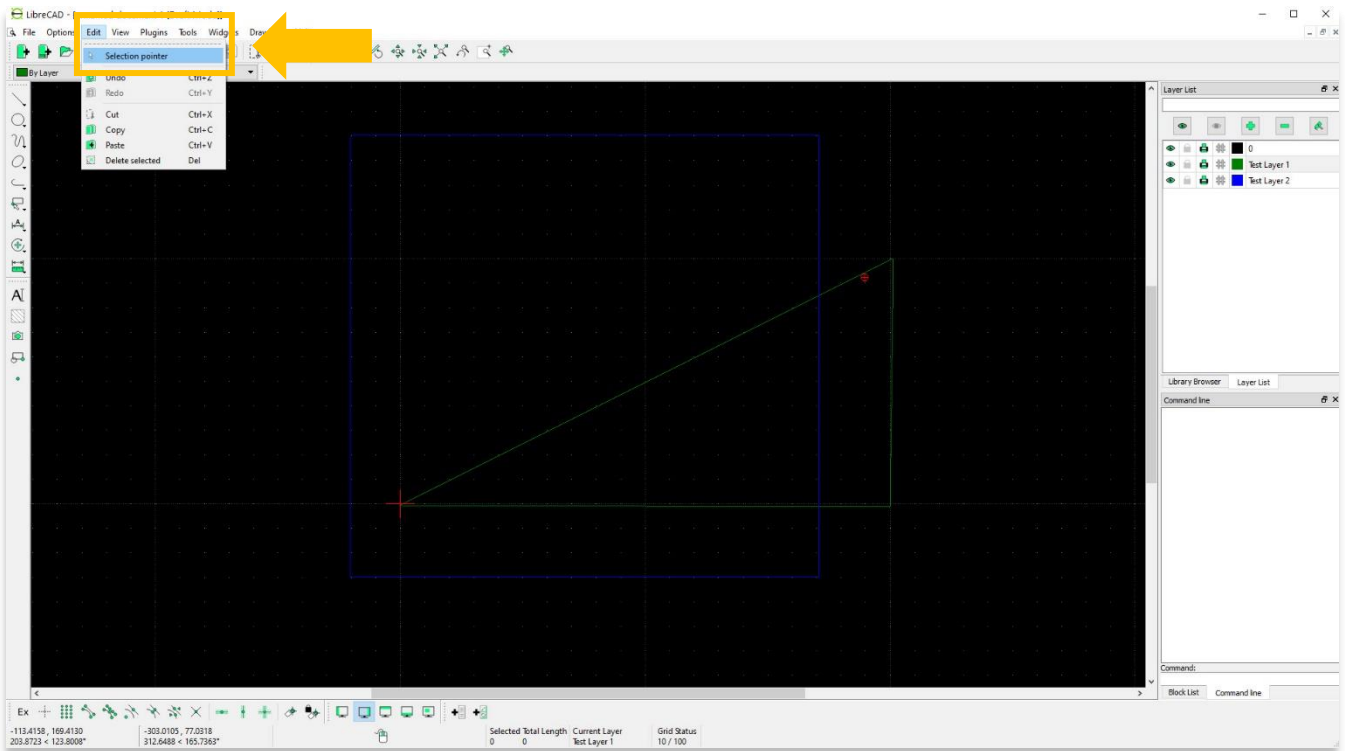 LibreCAD - [
File Options Edit View Plugins Tools Widgets Draw
By Layer
Selection pointer
Undo Ctrl+Z
Redo Ctrl+Y
Cut Ctrl+X
Copy Ctrl+C
Paste Ctrl+V
Delete selected Del
Layer List
0
Test Layer 1
Test Layer 2
Library Browser Layer List
Command line
Command:
Block List Command line
Ex
-113.4158 , 169.4130
203.8723 < 123.8008°
-303.0105 , 77.0318
312.6488 < 165.7363°
Selected Total Length Current Layer Grid Status
0 0 Test Layer 1 10 / 100